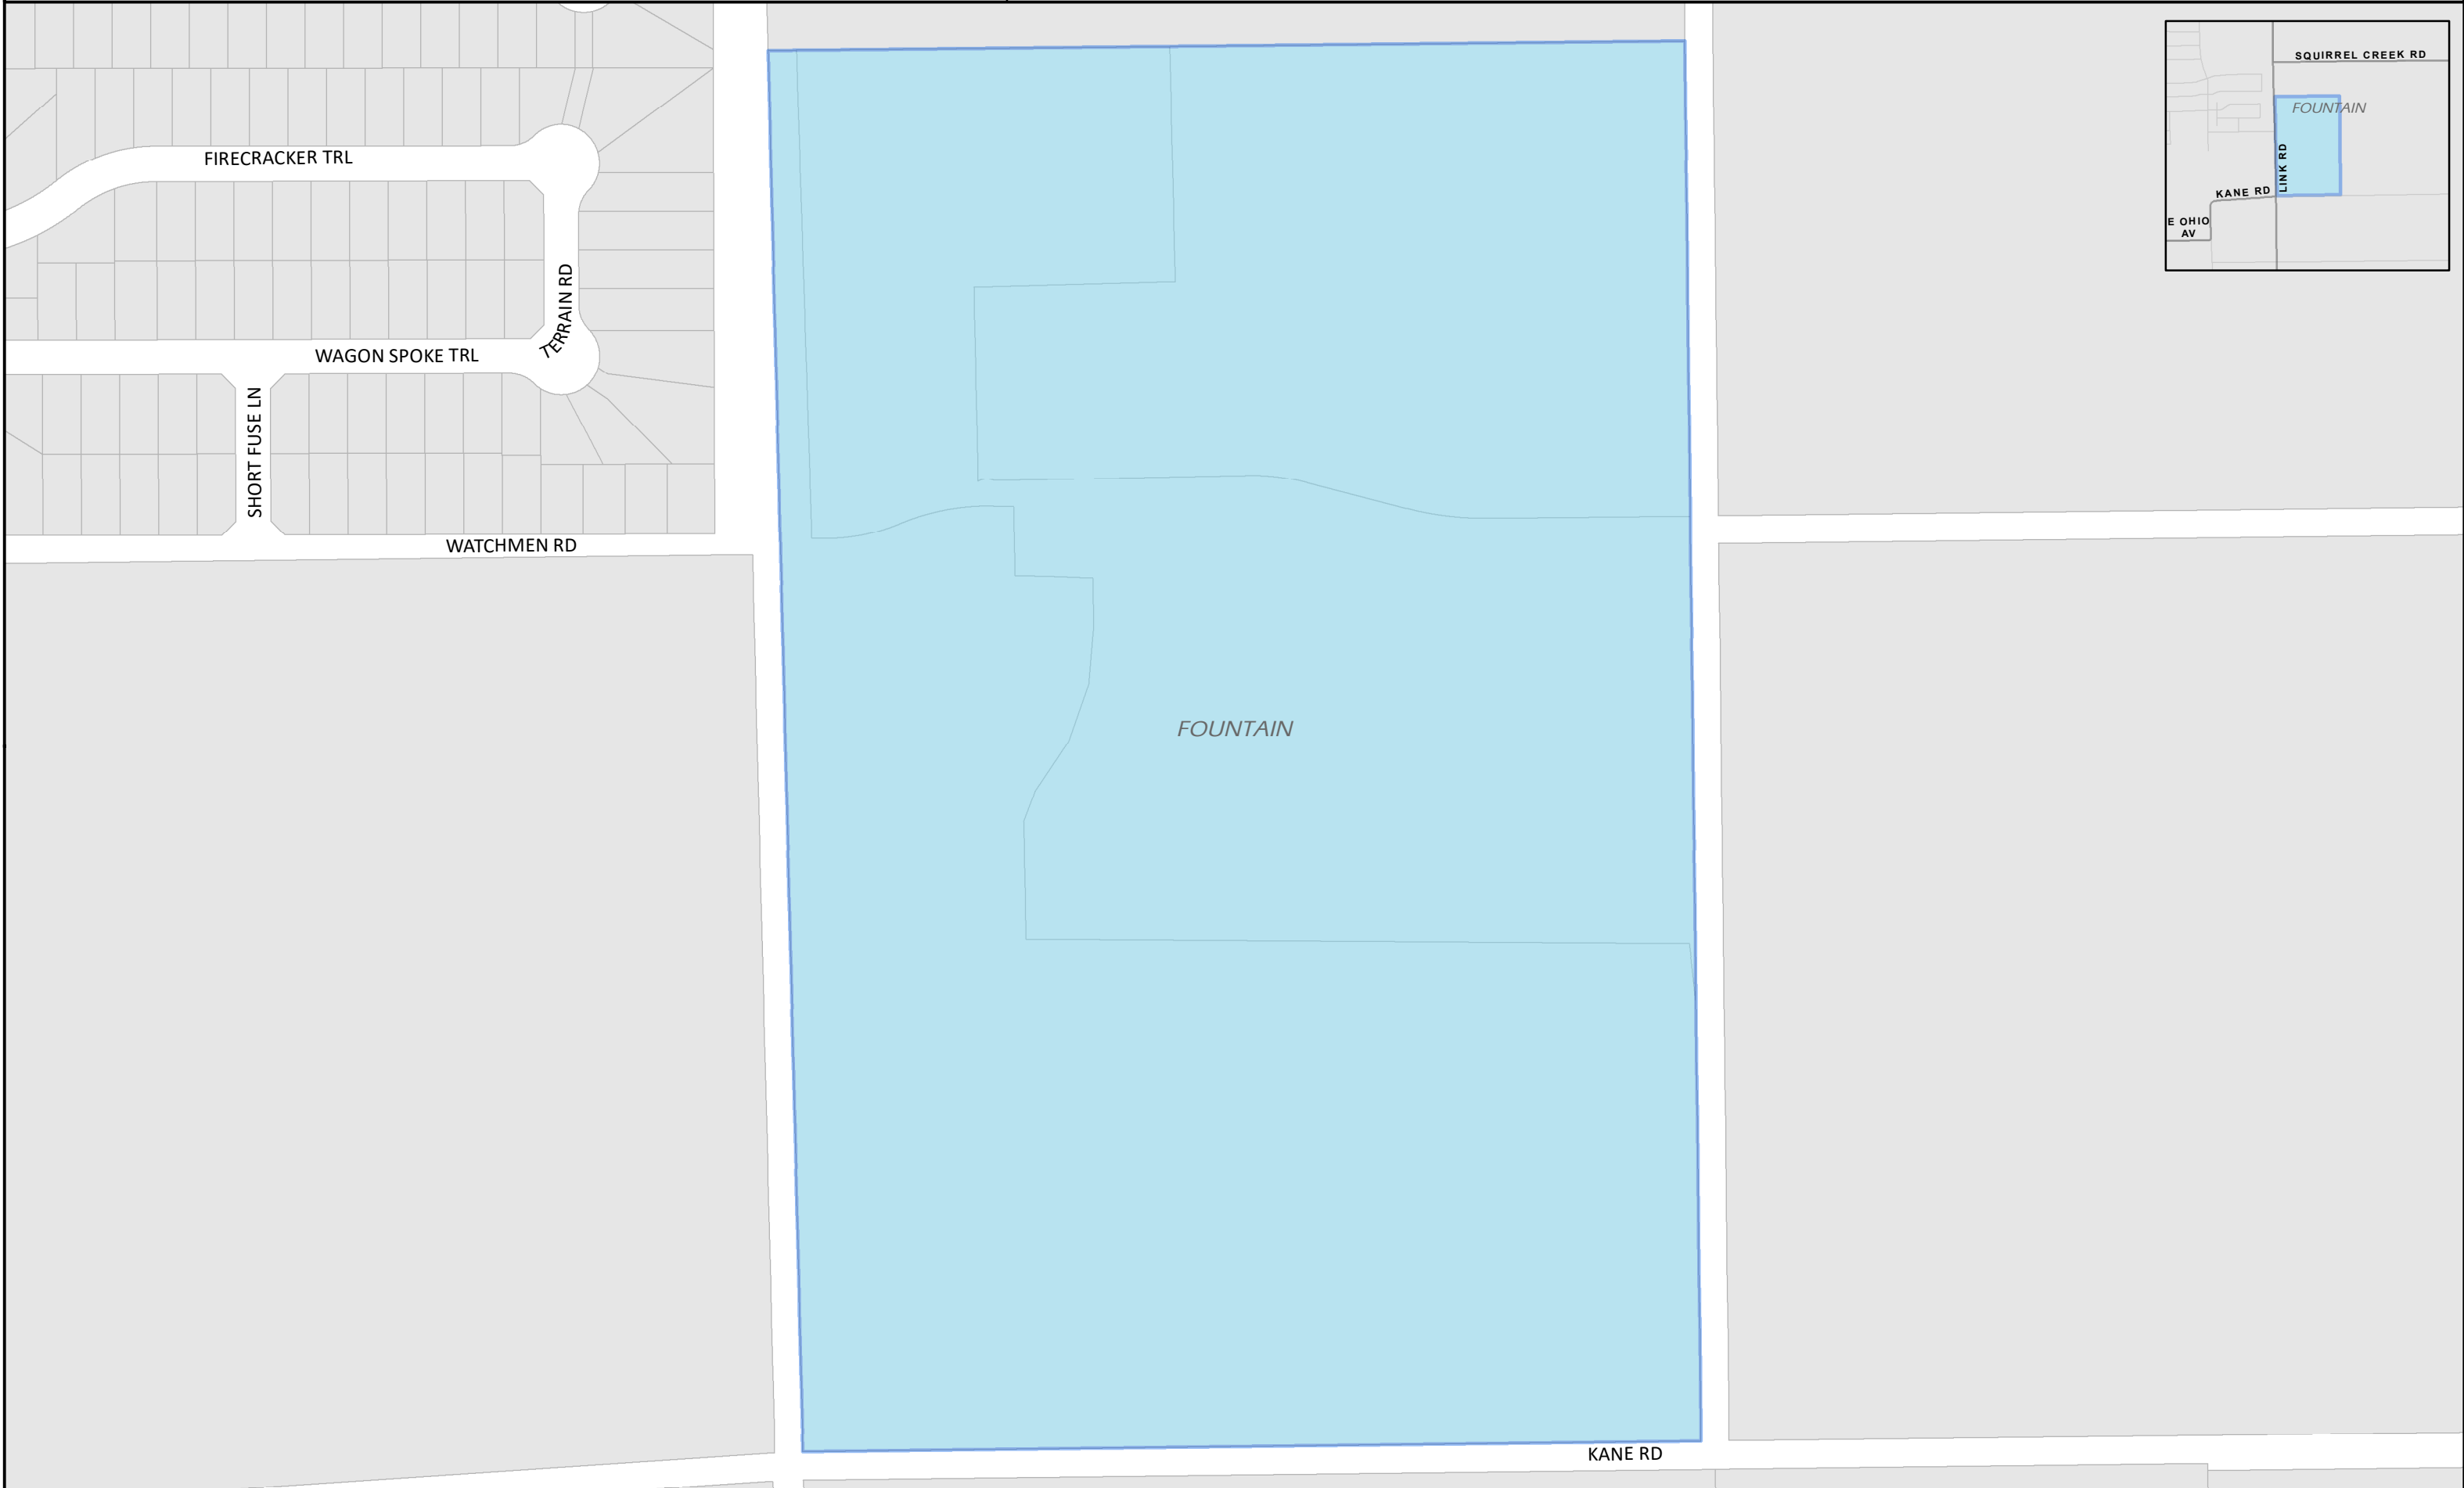 SQUIRREL CREEK RD
FOUNTAIN
LINK RD
KANE RD
E OHIO
AV
FIRECRACKER TRL
TERRAIN RD
WAGON SPOKE TRL
SHORT FUSE LN
WATCHMEN RD
FOUNTAIN
KANE RD